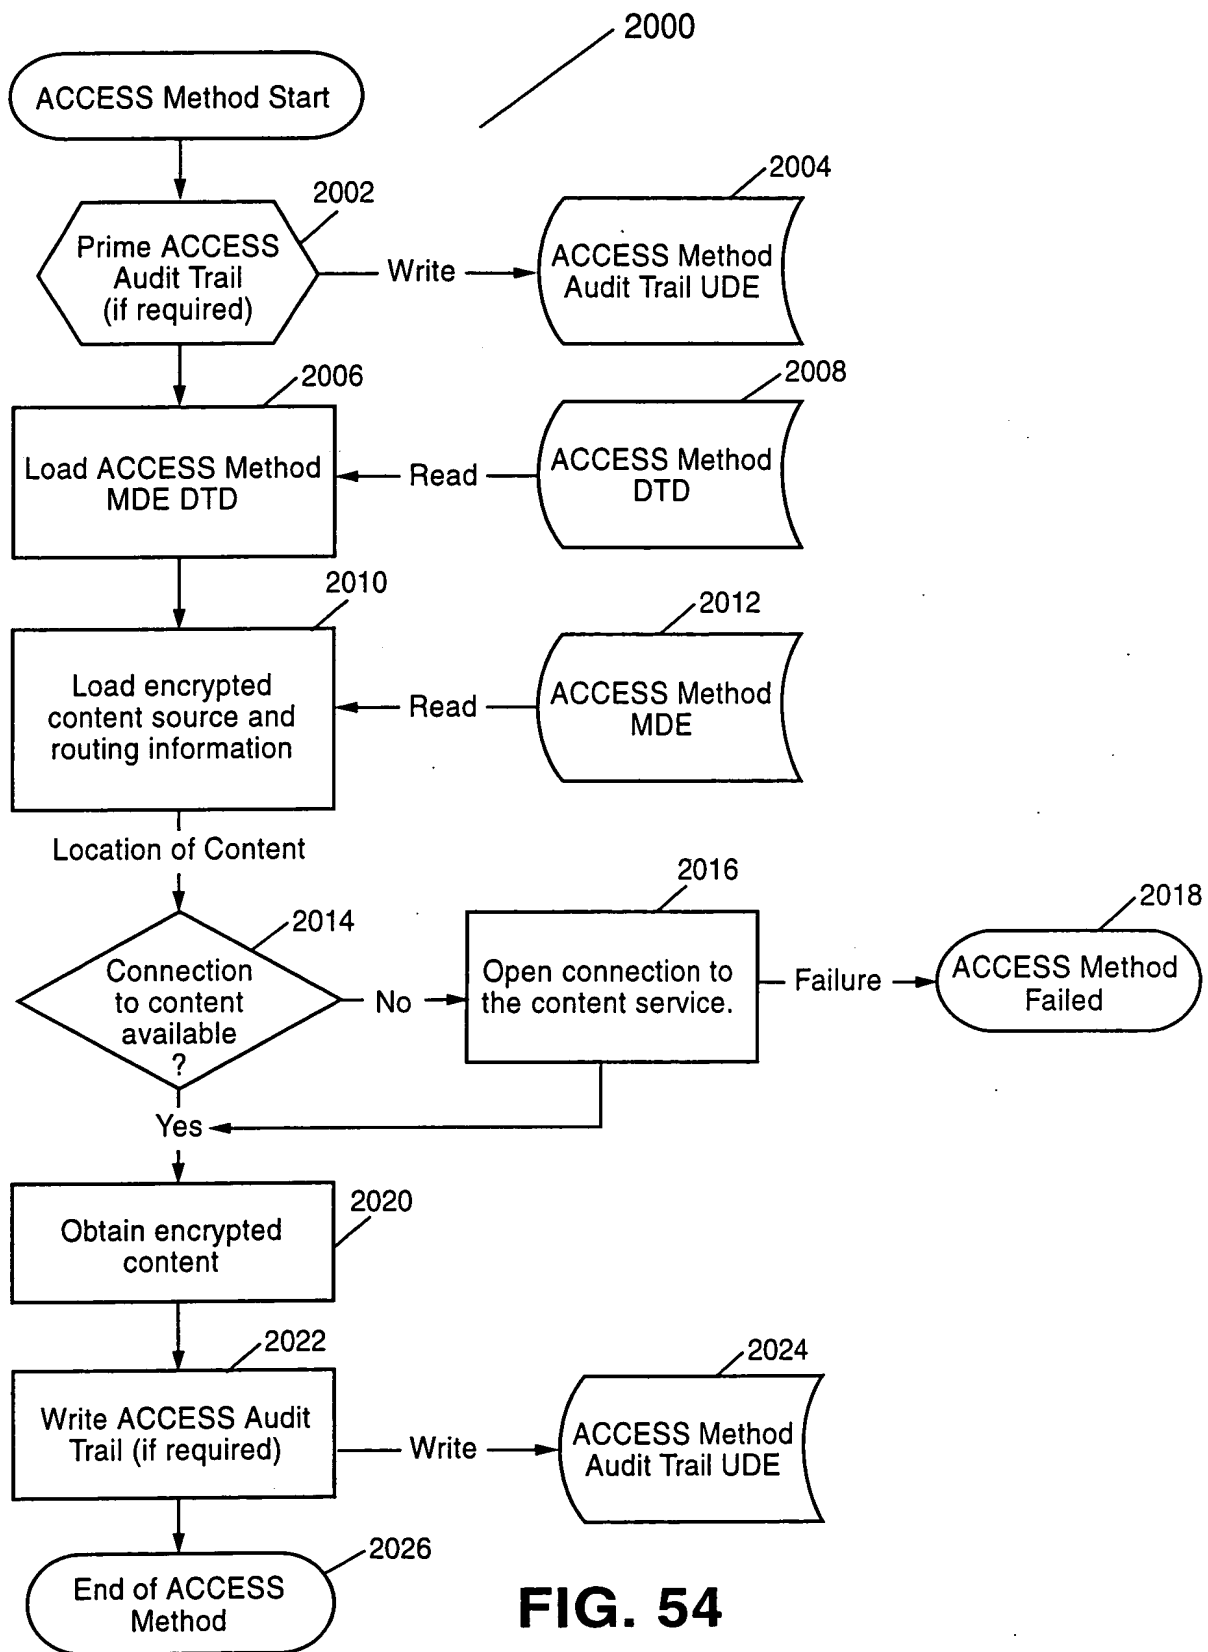 2000
ACCESS Method Start
2002
Prime ACCESS
Audit Trail
(if required)
Write
2004
ACCESS Method
Audit Trail UDE
2006
Load ACCESS Method
MDE DTD
Read
2008
ACCESS Method
DTD
2010
Load encrypted
content source and
routing information
Read
2012
ACCESS Method
MDE
Location of Content
2014
Connection
to content
available
?
No
2016
Open connection to
the content service.
Failure
2018
ACCESS Method
Failed
Yes
2020
Obtain encrypted
content
2022
Write ACCESS Audit
Trail (if required)
Write
2024
ACCESS Method
Audit Trail UDE
2026
End of ACCESS
Method
FIG. 54